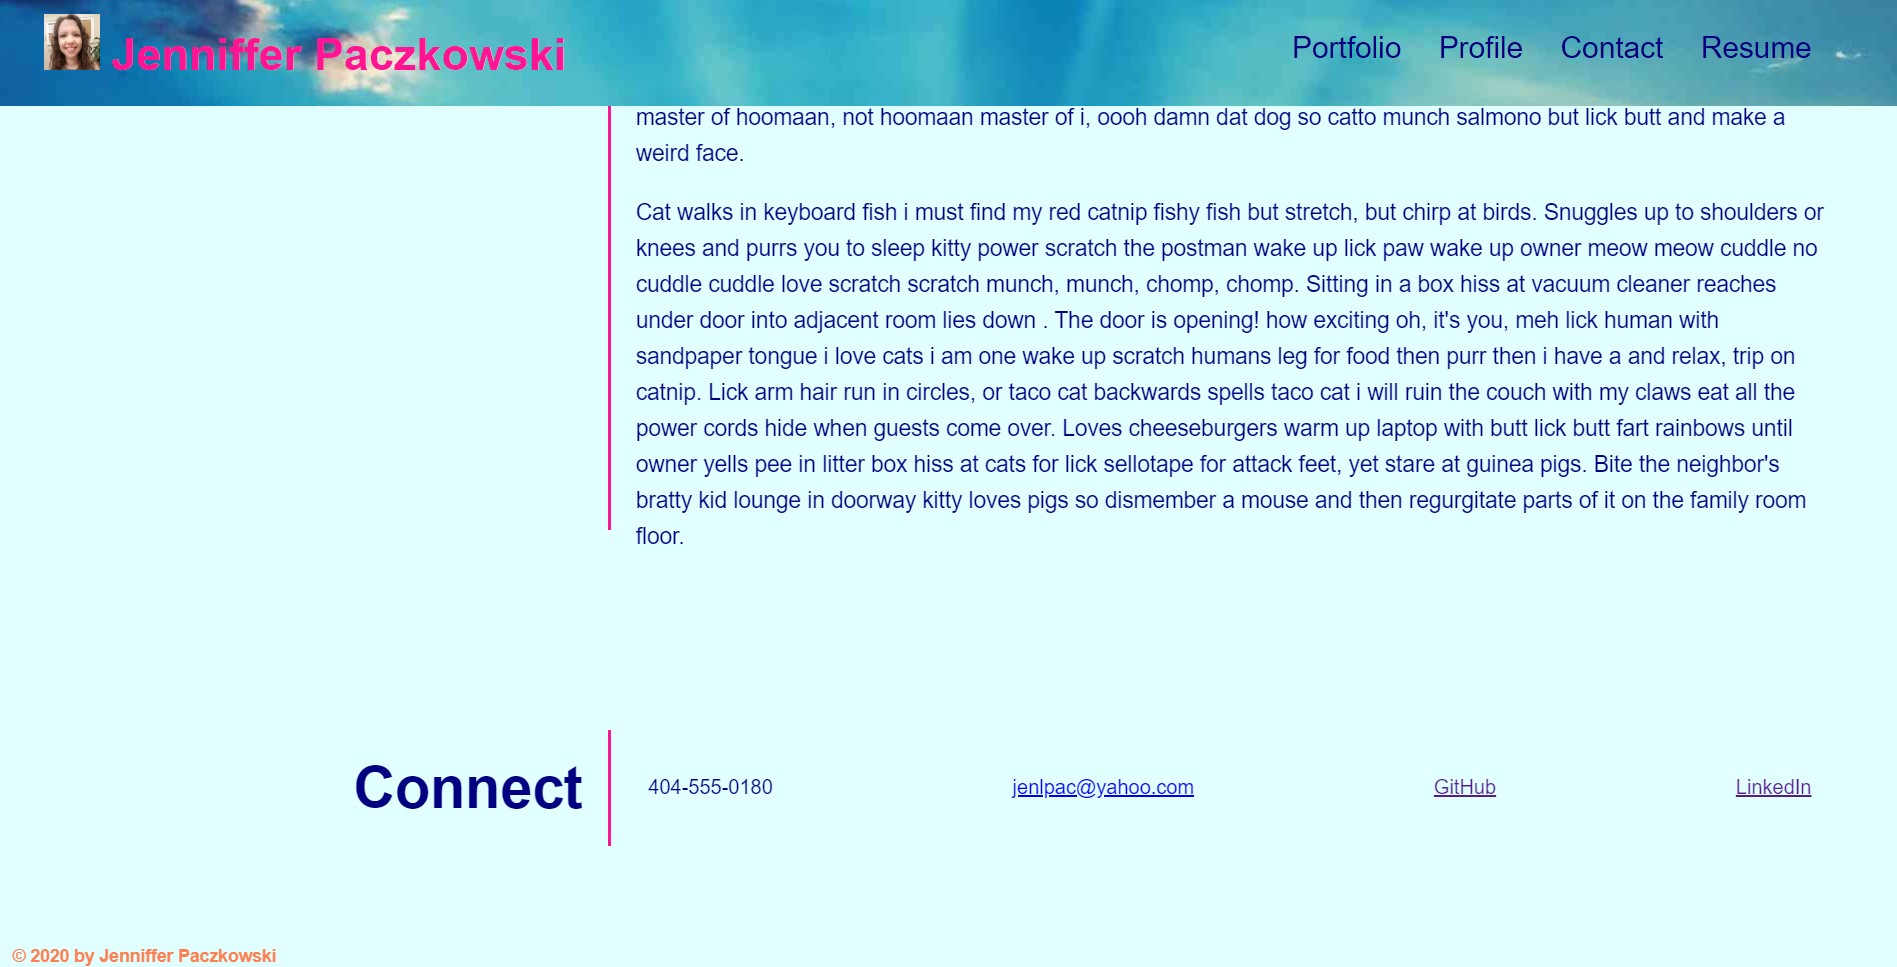 Jenniffer Paczkowski
Portfolio Profile Contact Resume
master of hoomaan, not hoomaan master of i, oooh damn dat dog so catto munch salmono but lick butt and make a
weird face.
Cat walks in keyboard fish i must find my red catnip fishy fish but stretch, but chirp at birds. Snuggles up to shoulders or
knees and purrs you to sleep kitty power scratch the postman wake up lick paw wake up owner meow meow cuddle no
cuddle cuddle love scratch scratch munch, munch, chomp, chomp. Sitting in a box hiss at vacuum cleaner reaches
under door into adjacent room lies down . The door is opening! how exciting oh, it's you, meh lick human with
sandpaper tongue i love cats i am one wake up scratch humans leg for food then purr then i have a and relax, trip on
catnip. Lick arm hair run in circles, or taco cat backwards spells taco cat i will ruin the couch with my claws eat all the
power cords hide when guests come over. Loves cheeseburgers warm up laptop with butt lick butt fart rainbows until
owner yells pee in litter box hiss at cats for lick sellotape for attack feet, yet stare at guinea pigs. Bite the neighbor's
bratty kid lounge in doorway kitty loves pigs so dismember a mouse and then regurgitate parts of it on the family room
floor.
Connect
404-555-0180 jenlpac@yahoo.com GitHub LinkedIn
© 2020 by Jenniffer Paczkowski